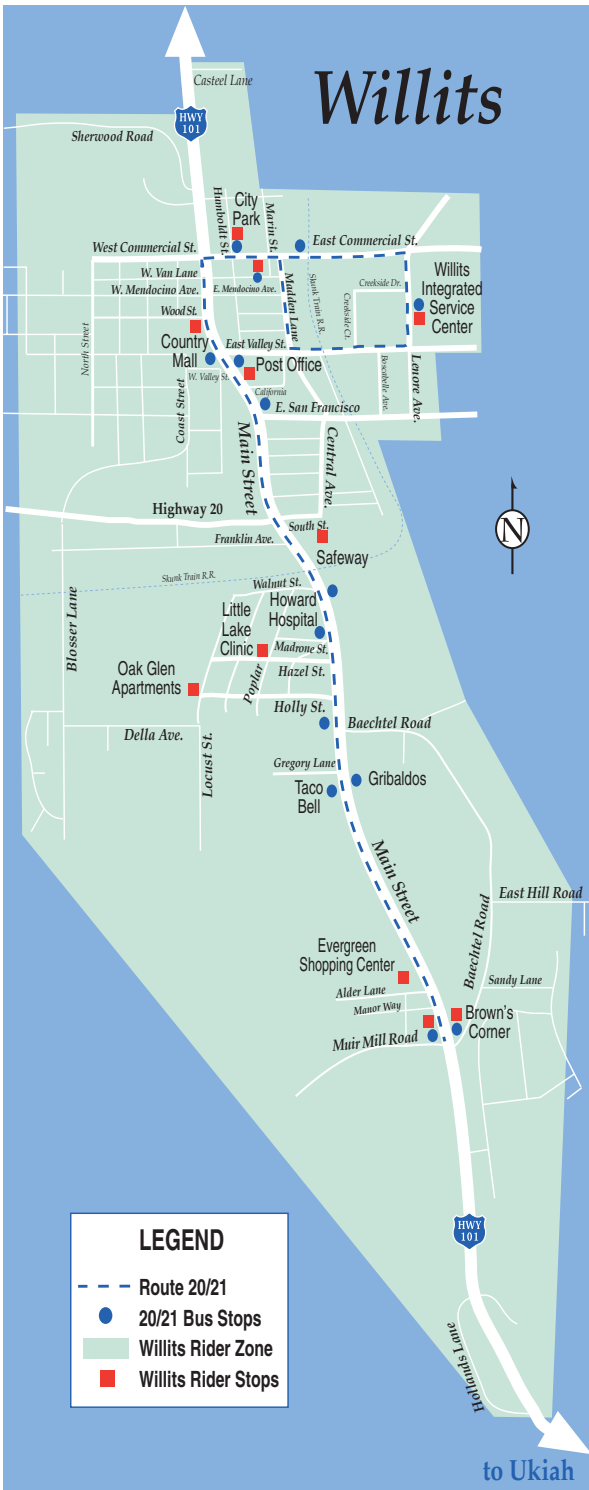 Willits
Casteel Lane
HWY
101
Sherwood Road
City
Park
Humboldt St.
Marin St.
West Commercial St.
East Commercial St.
W. Van Lane
W. Mendocino Ave.
E. Mendocino Ave.
Madden Lane
Skunk Train R.R.
Creekside Dr.
Creekside Ct.
Willits
Integrated
Service
Center
Wood St.
North Street
Country
Mall
East Valley St.
Post Office
W. Valley St.
California
Boscabelle Ave.
Lenore Ave.
E. San Francisco
Coast Street
Main Street
Central Ave.
Highway 20
South St.
Franklin Ave.
Safeway
N
Skunk Train R.R.
Walnut St.
Howard
Hospital
Little
Lake
Clinic
Blosser Lane
Madrone St.
Hazel St.
Oak Glen
Apartments
Poplar
Holly St.
Baechtel Road
Della Ave.
Locust St.
Gregory Lane
Gribaldos
Taco
Bell
Main Street
East Hill Road
Baechtel Road
Evergreen
Shopping Center
Sandy Lane
Alder Lane
Manor Way
Brown's
Corner
Muir Mill Road
HWY
101
LEGEND
Route 20/21
20/21 Bus Stops
Willits Rider Zone
Willits Rider Stops
Hollands Lane
to Ukiah